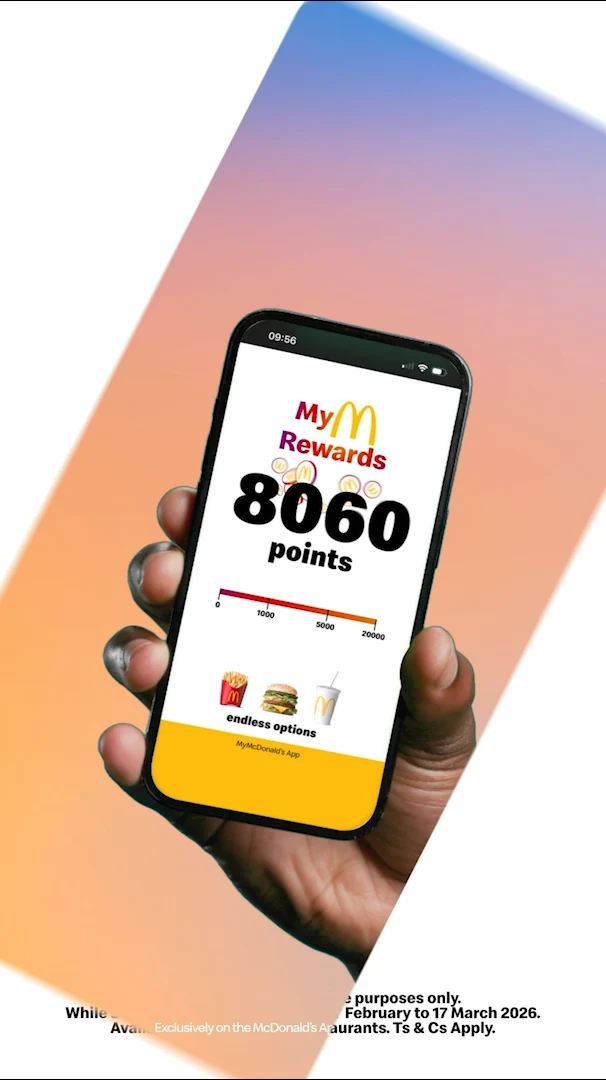 09:56
My
Rewards
8060
points
0 1000 5000 20000
endless options
MyMcDonald's App
purposes only.
While February to 17 March 2026.
Exclusively on the McDonald's Ts & Cs Apply.